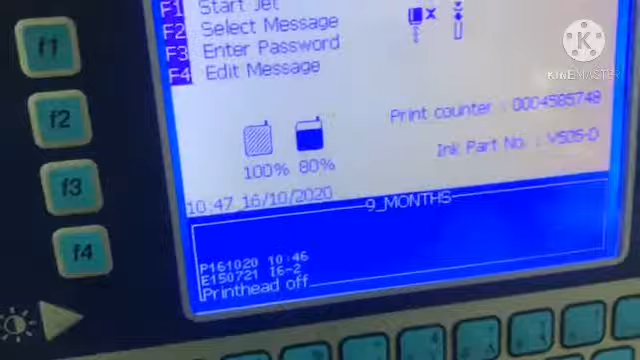 F1 Start Jet
F2 Select Message
F3 Enter Password
F4 Edit Message
100% 80%
Print counter : 0004585748
Ink Part No. : V505-D
10:47 16/10/2020
9_MONTHS
P161020 10:46
E150721 I6-2
Printhead off
f1
f2
f3
f4
KINEMASTER